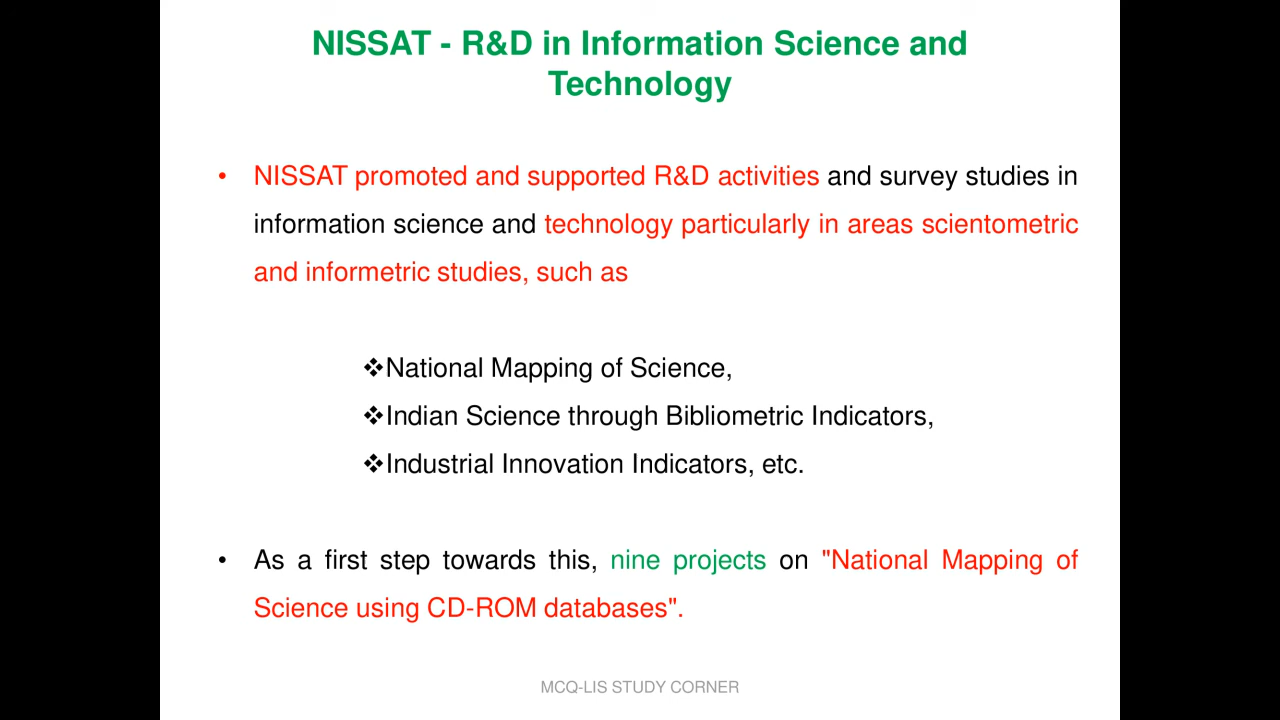 NISSAT - R&D in Information Science and
Technology
• NISSAT promoted and supported R&D activities and survey studies in
information science and technology particularly in areas scientometric
and informetric studies, such as
❖National Mapping of Science,
❖Indian Science through Bibliometric Indicators,
❖Industrial Innovation Indicators, etc.
• As a first step towards this, nine projects on "National Mapping of
Science using CD-ROM databases".
MCQ-LIS STUDY CORNER